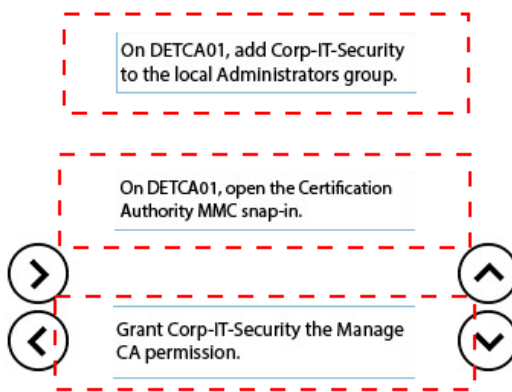 On DETCA01, add Corp-IT-Security
to the local Administrators group.
On DETCA01, open the Certification
Authority MMC snap-in.
Grant Corp-IT-Security the Manage
CA permission.